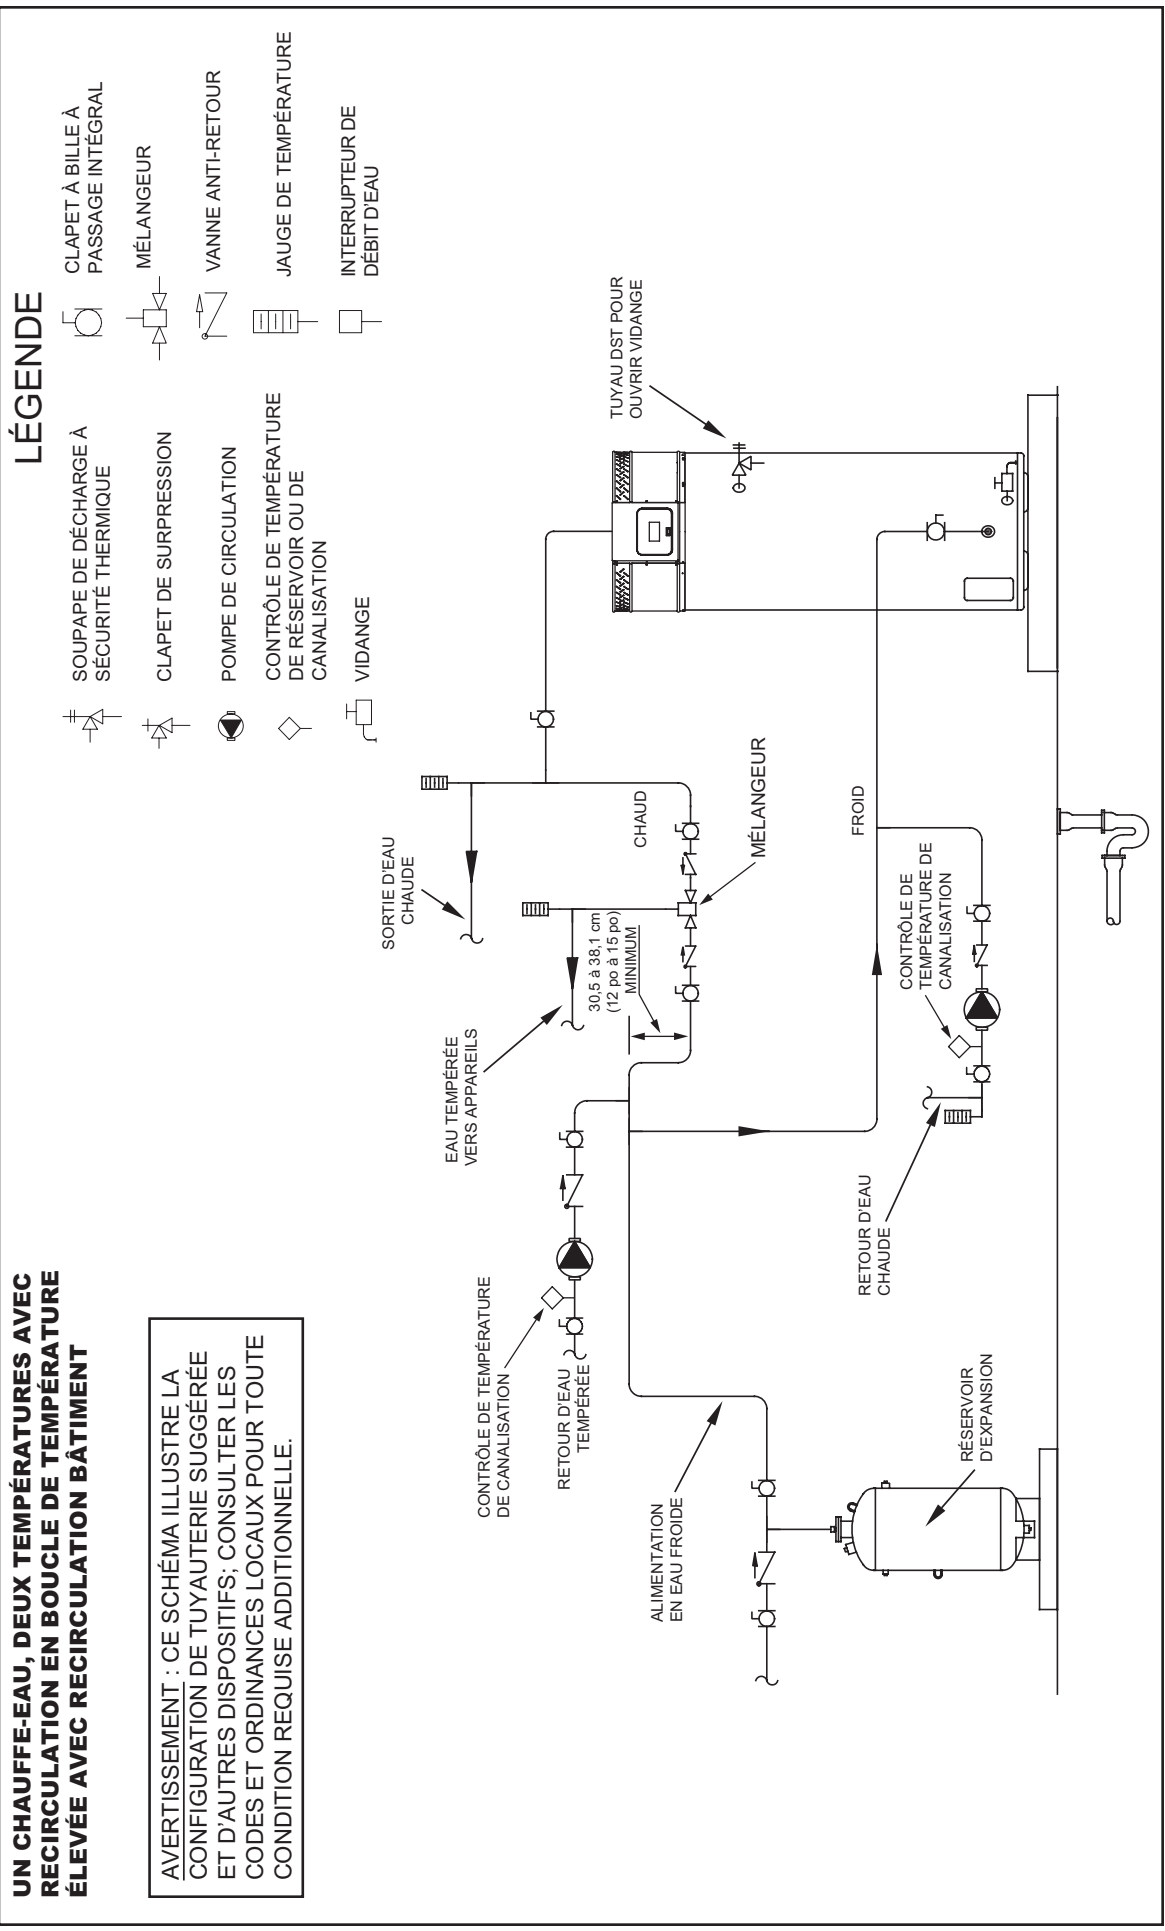 UN CHAUFFE-EAU, DEUX TEMPÉRATURES AVEC
RECIRCULATION EN BOUCLE DE TEMPÉRATURE
ÉLEVÉE AVEC RECIRCULATION BÂTIMENT
AVERTISSEMENT : CE SCHÉMA ILLUSTRE LA
CONFIGURATION DE TUYAUTERIE SUGGÉRÉE
ET D'AUTRES DISPOSITIFS; CONSULTER LES
CODES ET ORDINANCES LOCAUX POUR TOUTE
CONDITION REQUISE ADDITIONNELLE.
LÉGENDE
SOUPAPE DE DÉCHARGE À
SÉCURITÉ THERMIQUE
CLAPET DE SURPRESSION
POMPE DE CIRCULATION
CONTRÔLE DE TEMPÉRATURE
DE RÉSERVOIR OU DE
CANALISATION
VIDANGE
CLAPET À BILLE À
PASSAGE INTÉGRAL
MÉLANGEUR
VANNE ANTI-RETOUR
JAUGE DE TEMPÉRATURE
INTERRUPTEUR DE
DÉBIT D'EAU
CONTRÔLE DE TEMPÉRATURE
DE CANALISATION
RETOUR D'EAU
TEMPÉRÉE
ALIMENTATION
EN EAU FROIDE
RÉSERVOIR
D'EXPANSION
EAU TEMPÉRÉE
VERS APPAREILS
SORTIE D'EAU
CHAUDE
30,5 à 38,1 cm
(12 po à 15 po)
MINIMUM
CHAUD
MÉLANGEUR
FROID
CONTRÔLE DE
TEMPÉRATURE DE
CANALISATION
RETOUR D'EAU
CHAUDE
TUYAU DST POUR
OUVRIR VIDANGE